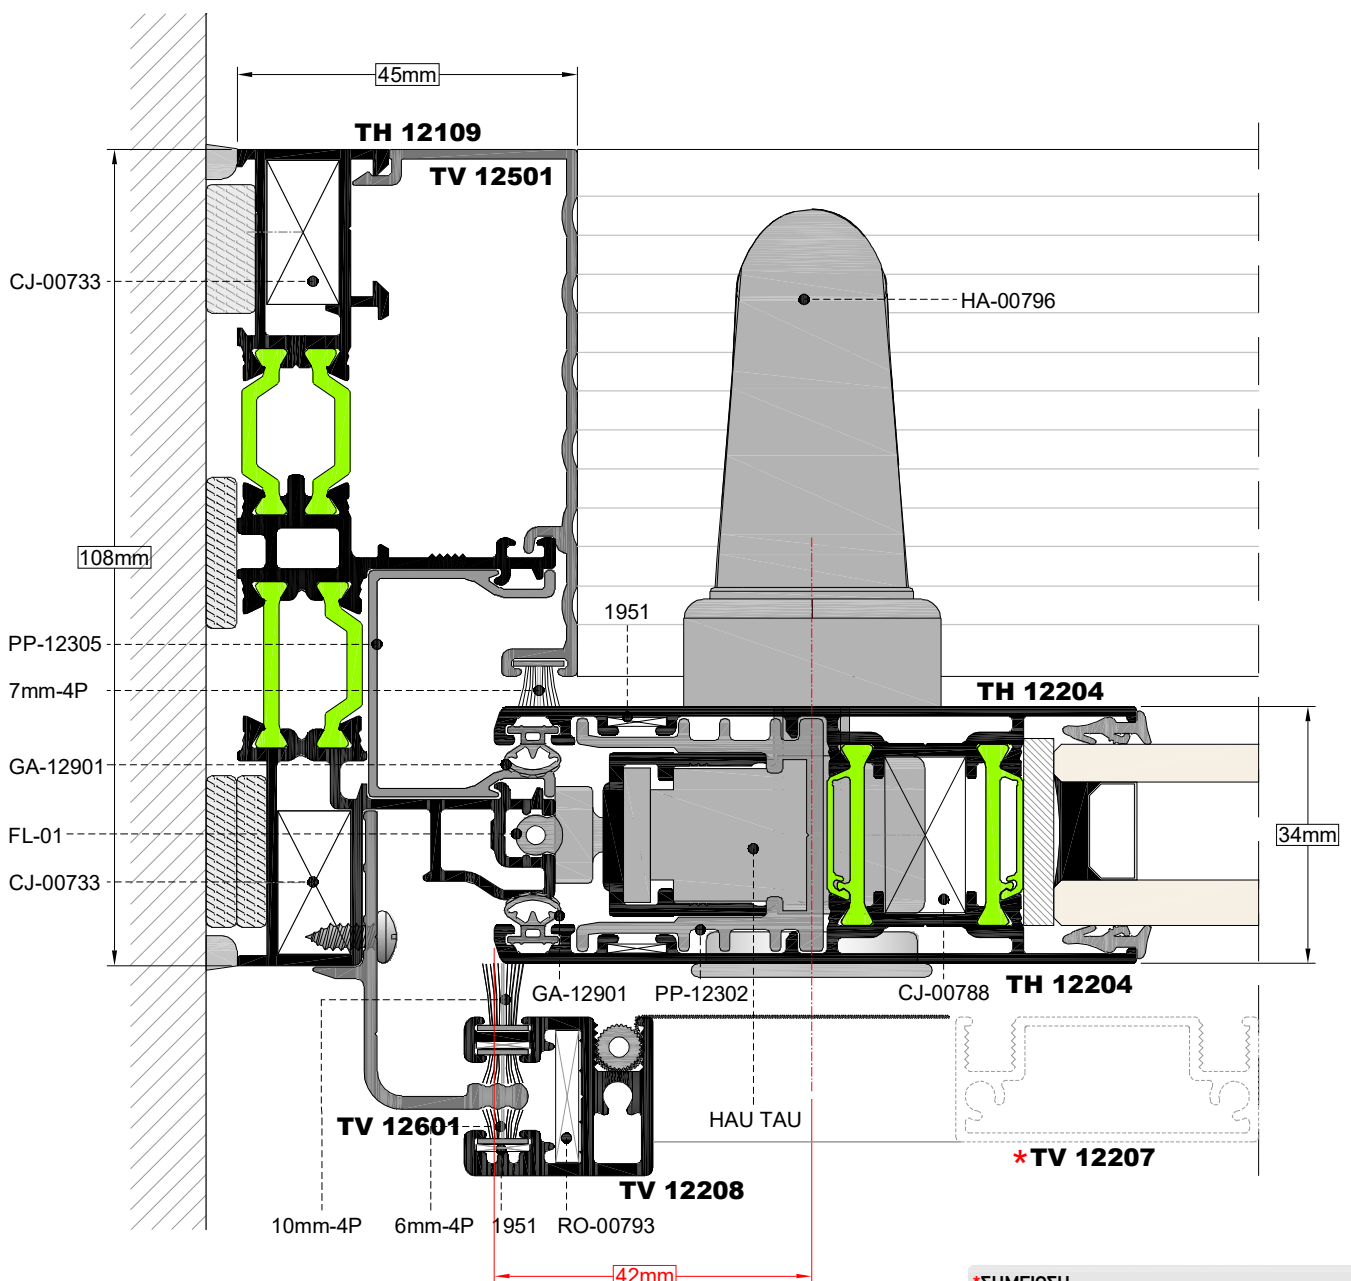 45mm
TH 12109
TV 12501
CJ-00733
HA-00796
108mm
1951
PP-12305
7mm-4P
TH 12204
GA-12901
FL-01
34mm
CJ-00733
GA-12901
PP-12302
CJ-00788
TH 12204
TV 12601
HAU TAU
*TV 12207
TV 12208
10mm-4P
6mm-4P
1951
RO-00793
42mm
*ΣΗΜΕΙΩΣΗ